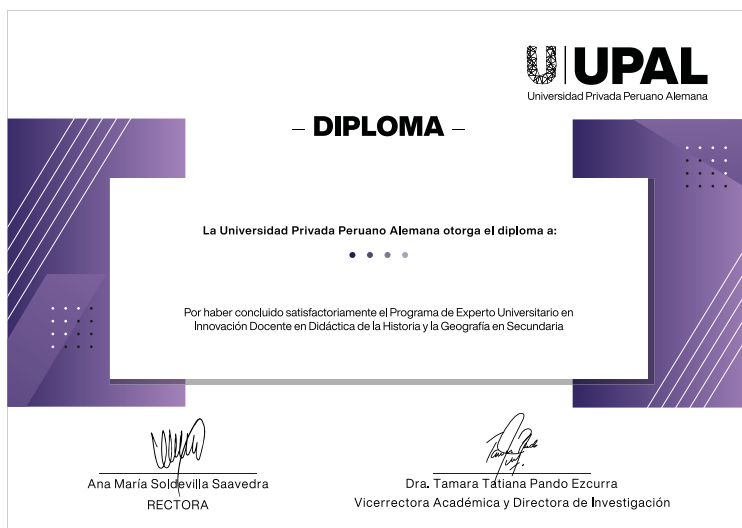 UPAL
Universidad Privada Peruano Alemana
– DIPLOMA –
La Universidad Privada Peruano Alemana otorga el diploma a:
Por haber concluido satisfactoriamente el Programa de Experto Universitario en
Innovación Docente en Didáctica de la Historia y la Geografía en Secundaria
Ana María Soldevilla Saavedra
RECTORA
Dra. Tamara Tatiana Pando Ezcurra
Vicerrectora Académica y Directora de Investigación